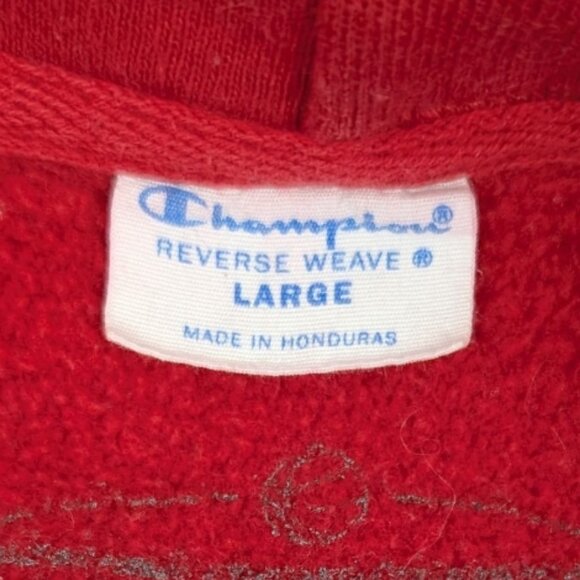 Champion®
REVERSE WEAVE ®
LARGE
MADE IN HONDURAS